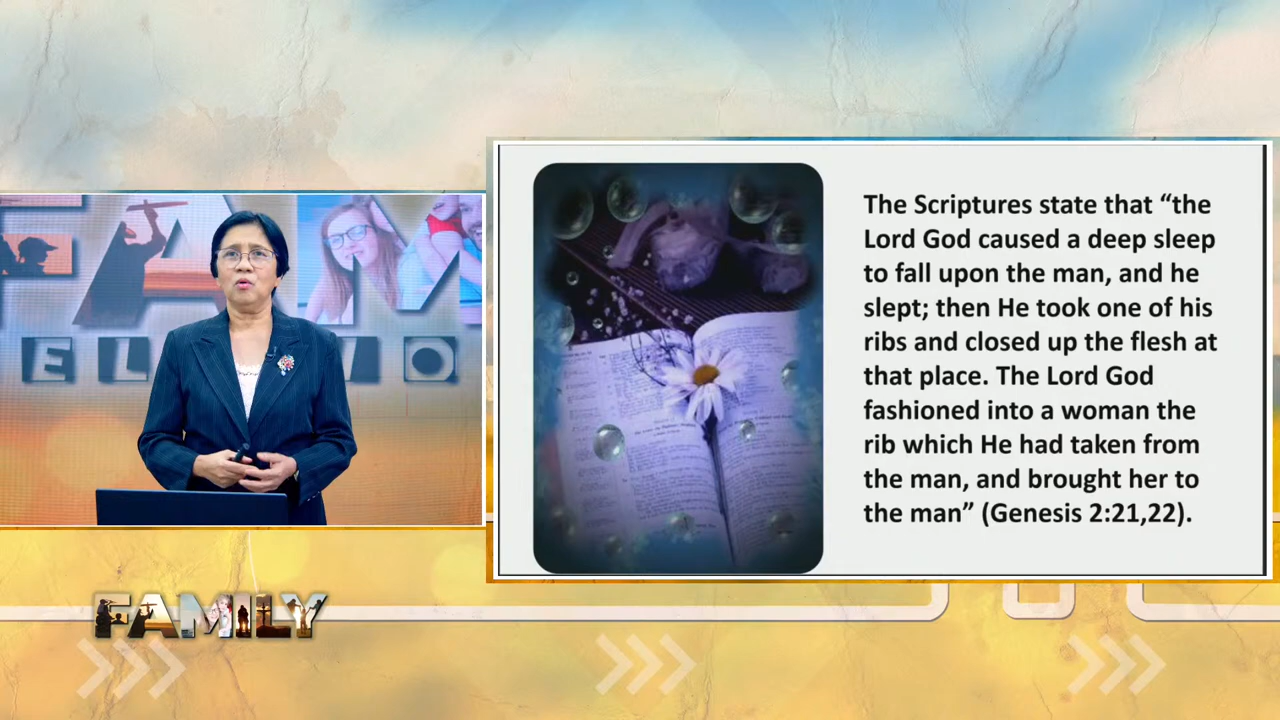 FAM
EL
O
The Scriptures state that “the
Lord God caused a deep sleep
to fall upon the man, and he
slept; then He took one of his
ribs and closed up the flesh at
that place. The Lord God
fashioned into a woman the
rib which He had taken from
the man, and brought her to
the man” (Genesis 2:21,22).
FAMILY